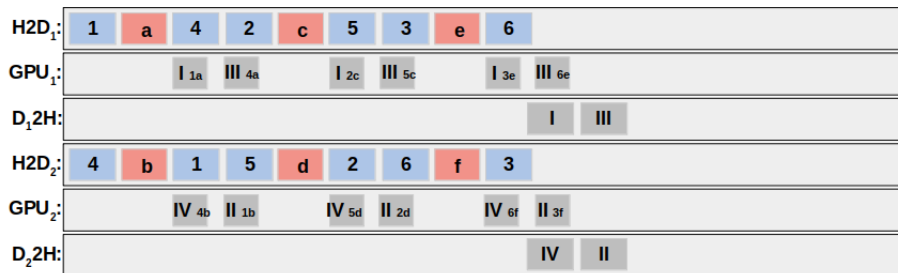 H2D1: 1 a 4 2 c 5 3 e 6
GPU1: I 1a III 4a I 2c III 5c I 3e III 6e
D12H: I III
H2D2: 4 b 1 5 d 2 6 f 3
GPU2: IV 4b II 1b IV 5d II 2d IV 6f II 3f
D22H: IV II